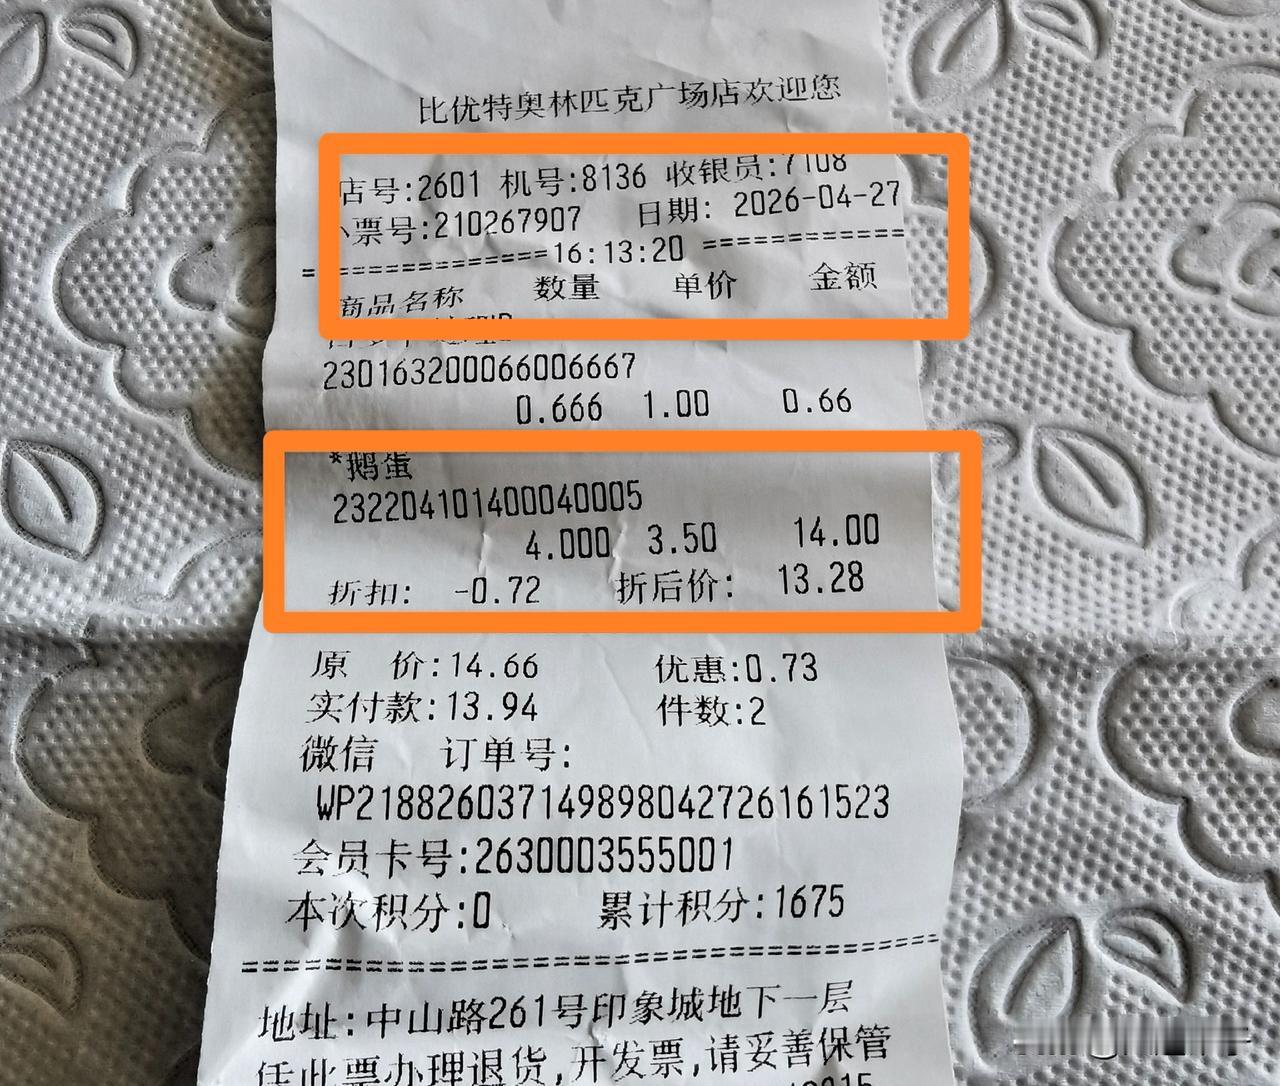 比优特奥林匹克广场店欢迎您
店号:2601 机号:8136 收银员:7108
票号:210267907 日期: 2026-04-27
================16:13:20 ================
商品名称 数量 单价 金额
230163200066006667
0.666 1.00 0.66
*鹅蛋
232204101400040005
4.000 3.50 14.00
折扣: -0.72 折后价: 13.28
原 价:14.66 优惠:0.73
实付款:13.94 件数:2
微信 订单号:
WP218826037149898042726161523
会员卡号:2630003555001
本次积分:0 累计积分:1675
================================================
地址:中山路261号印象城地下一层
凭此票办理退货,开发票,请妥善保管